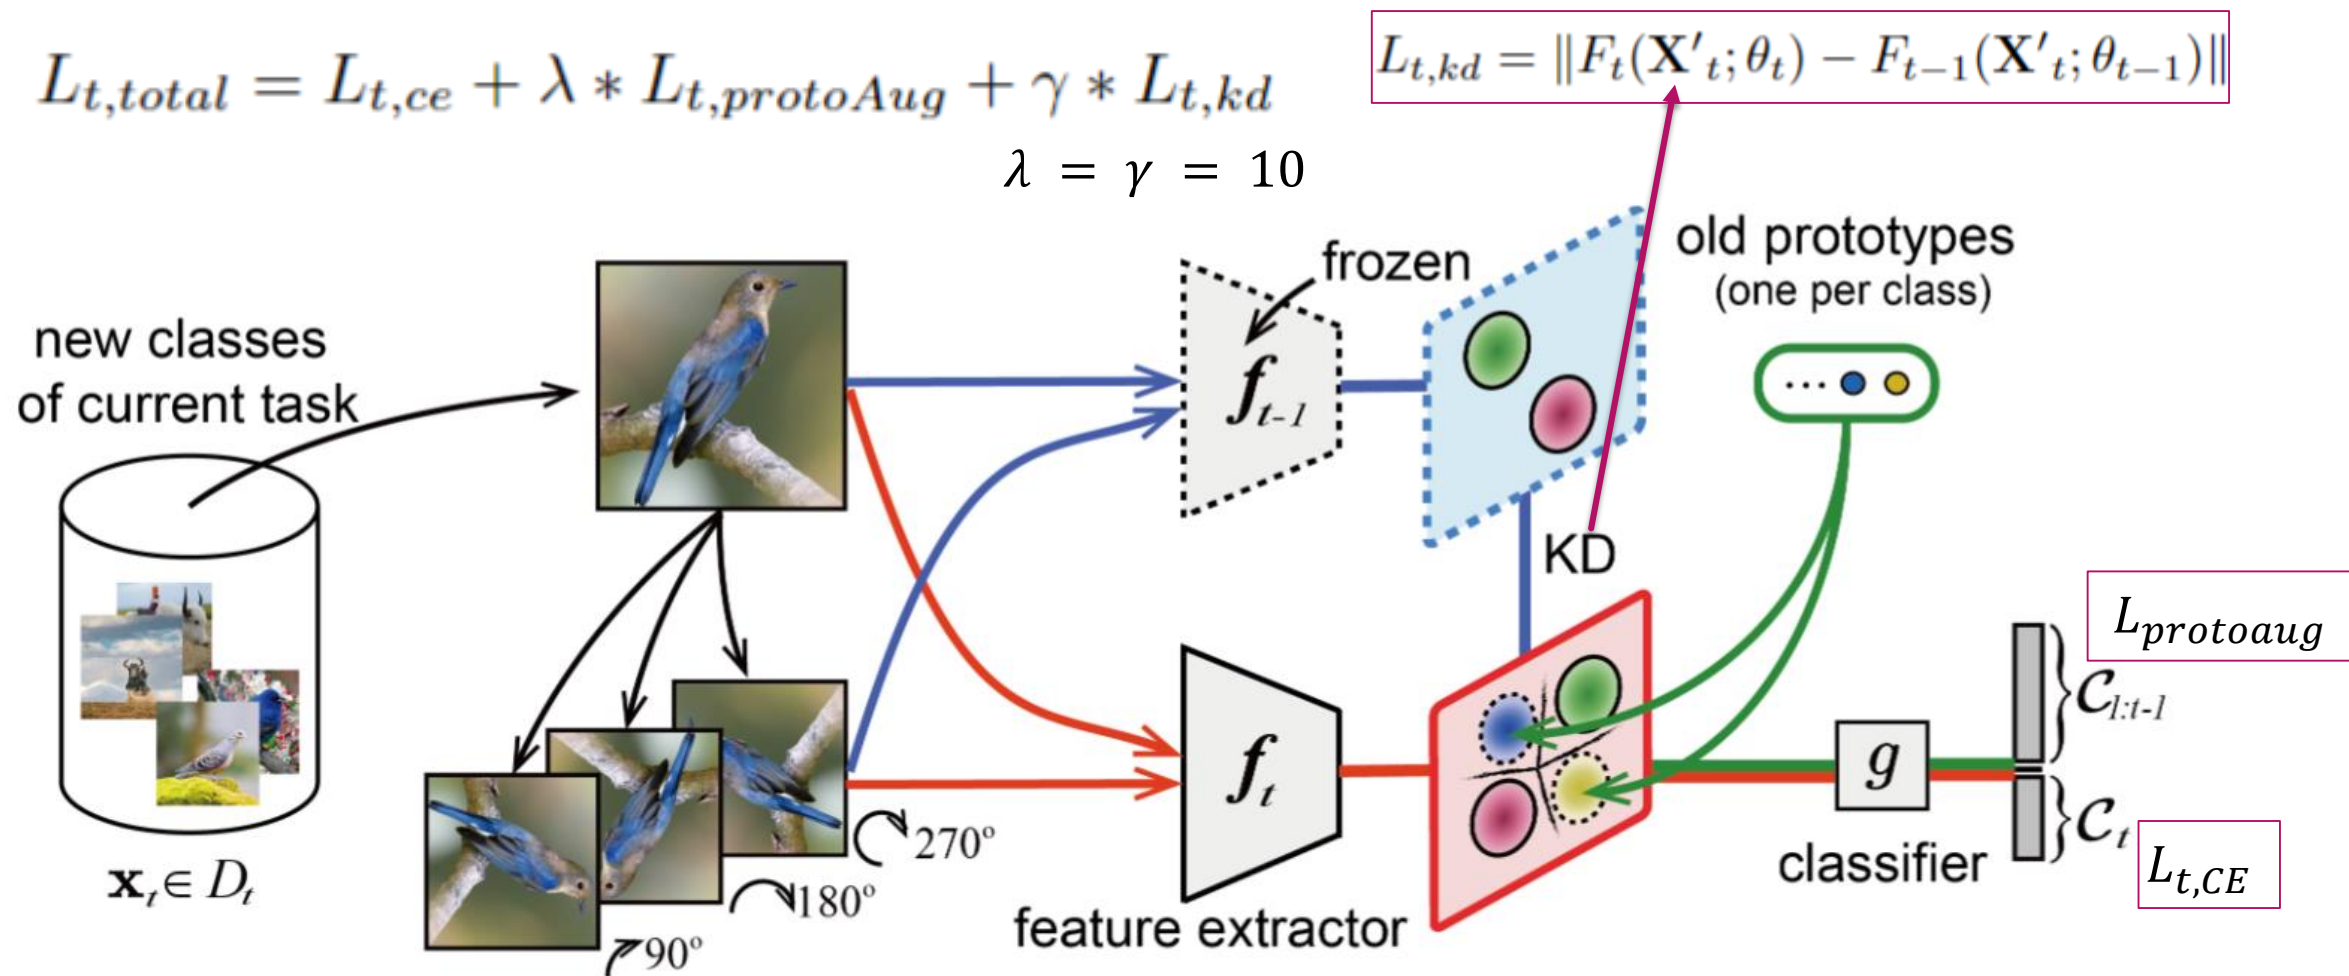 L_{t,total} = L_{t,ce} + λ * L_{t,protoAug} + γ * L_{t,kd}
L_{t,kd} = ‖F_t(X'_t; θ_t) − F_{t−1}(X'_t; θ_{t−1})‖
λ = γ = 10
new classes
of current task
x_t ∈ D_t
90°
180°
270°
frozen
f_{t-1}
old prototypes
(one per class)
...
KD
f_t
feature extractor
g
classifier
L_{protoaug}
C_{1:t-1}
C_t
L_{t,CE}